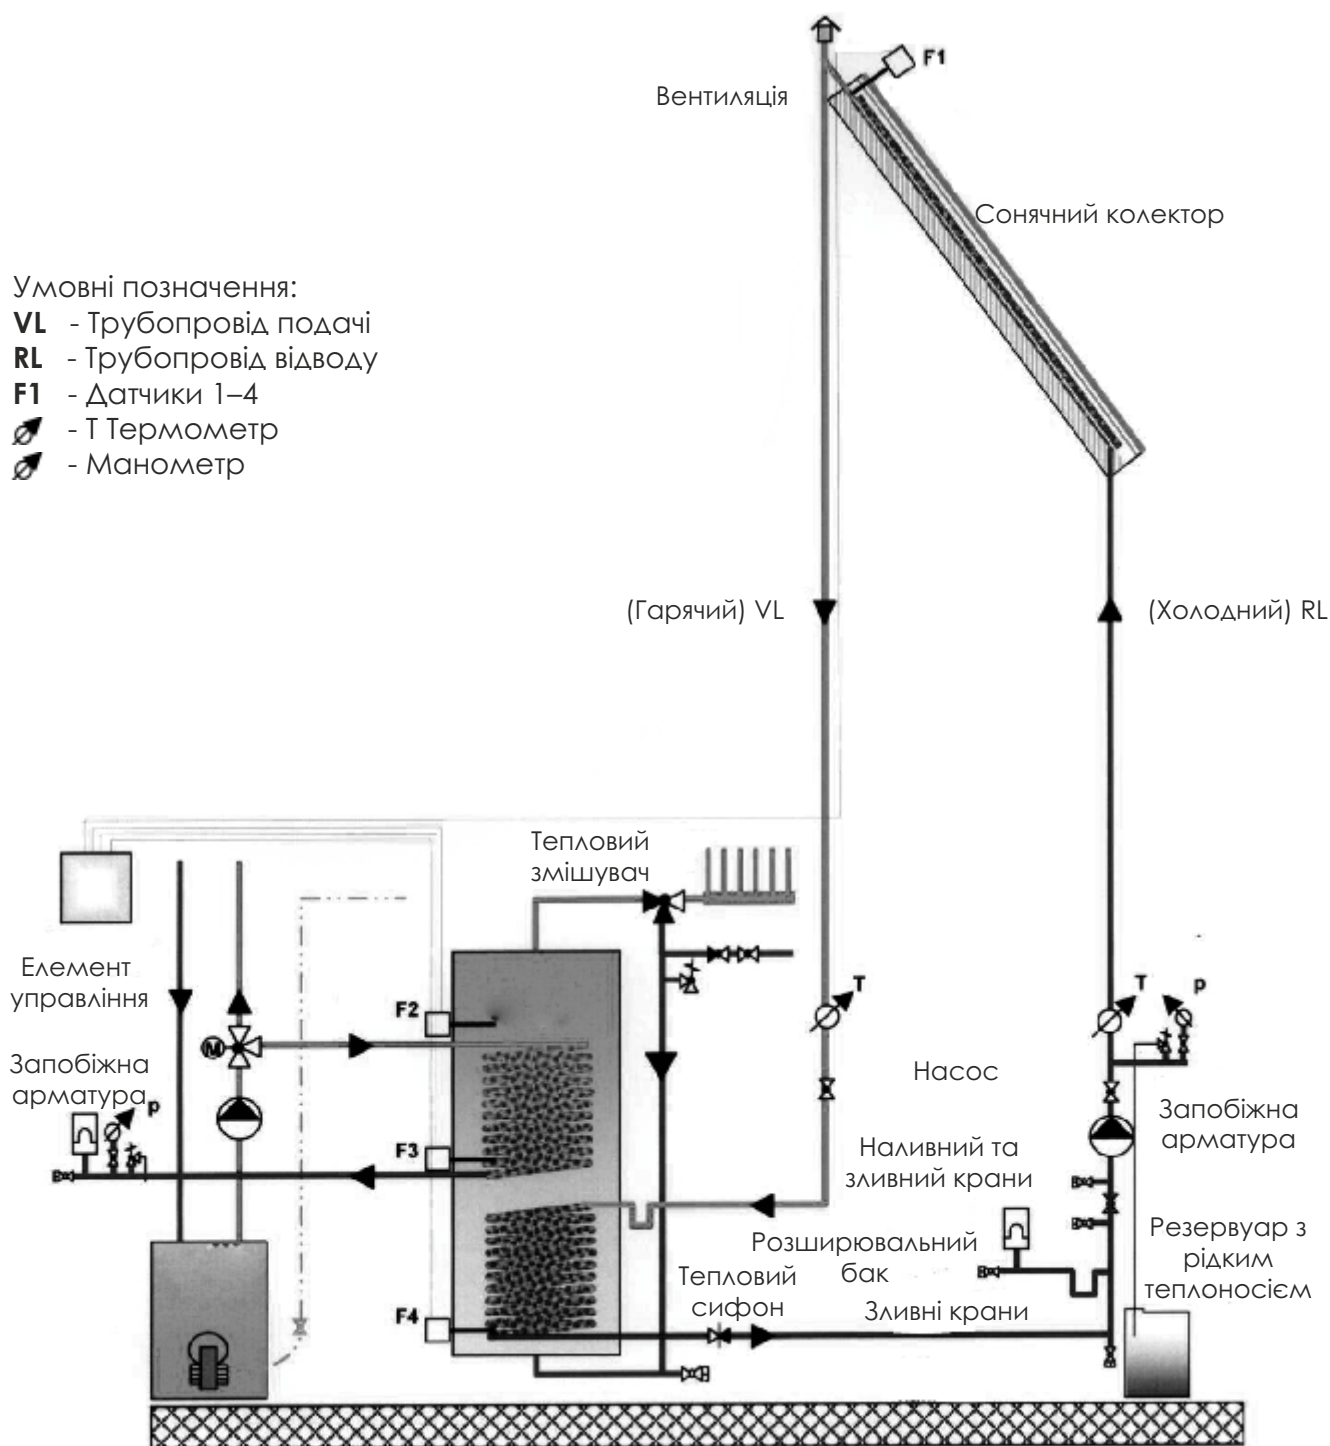 F1
Вентиляція
Сонячний колектор
Умовні позначення:
VL - Трубопровід подачі
RL - Трубопровід відводу
F1 - Датчики 1–4
- Т Термометр
- Манометр
(Гарячий) VL
(Холодний) RL
Тепловий
змішувач
Елемент
управління
F2
T
T
p
M
Запобіжна
арматура
p
Насос
Запобіжна
арматура
F3
Наливний та
зливний крани
Розширювальний
бак
Резервуар з
рідким
теплоносієм
Тепловий
сифон
Зливні крани
F4